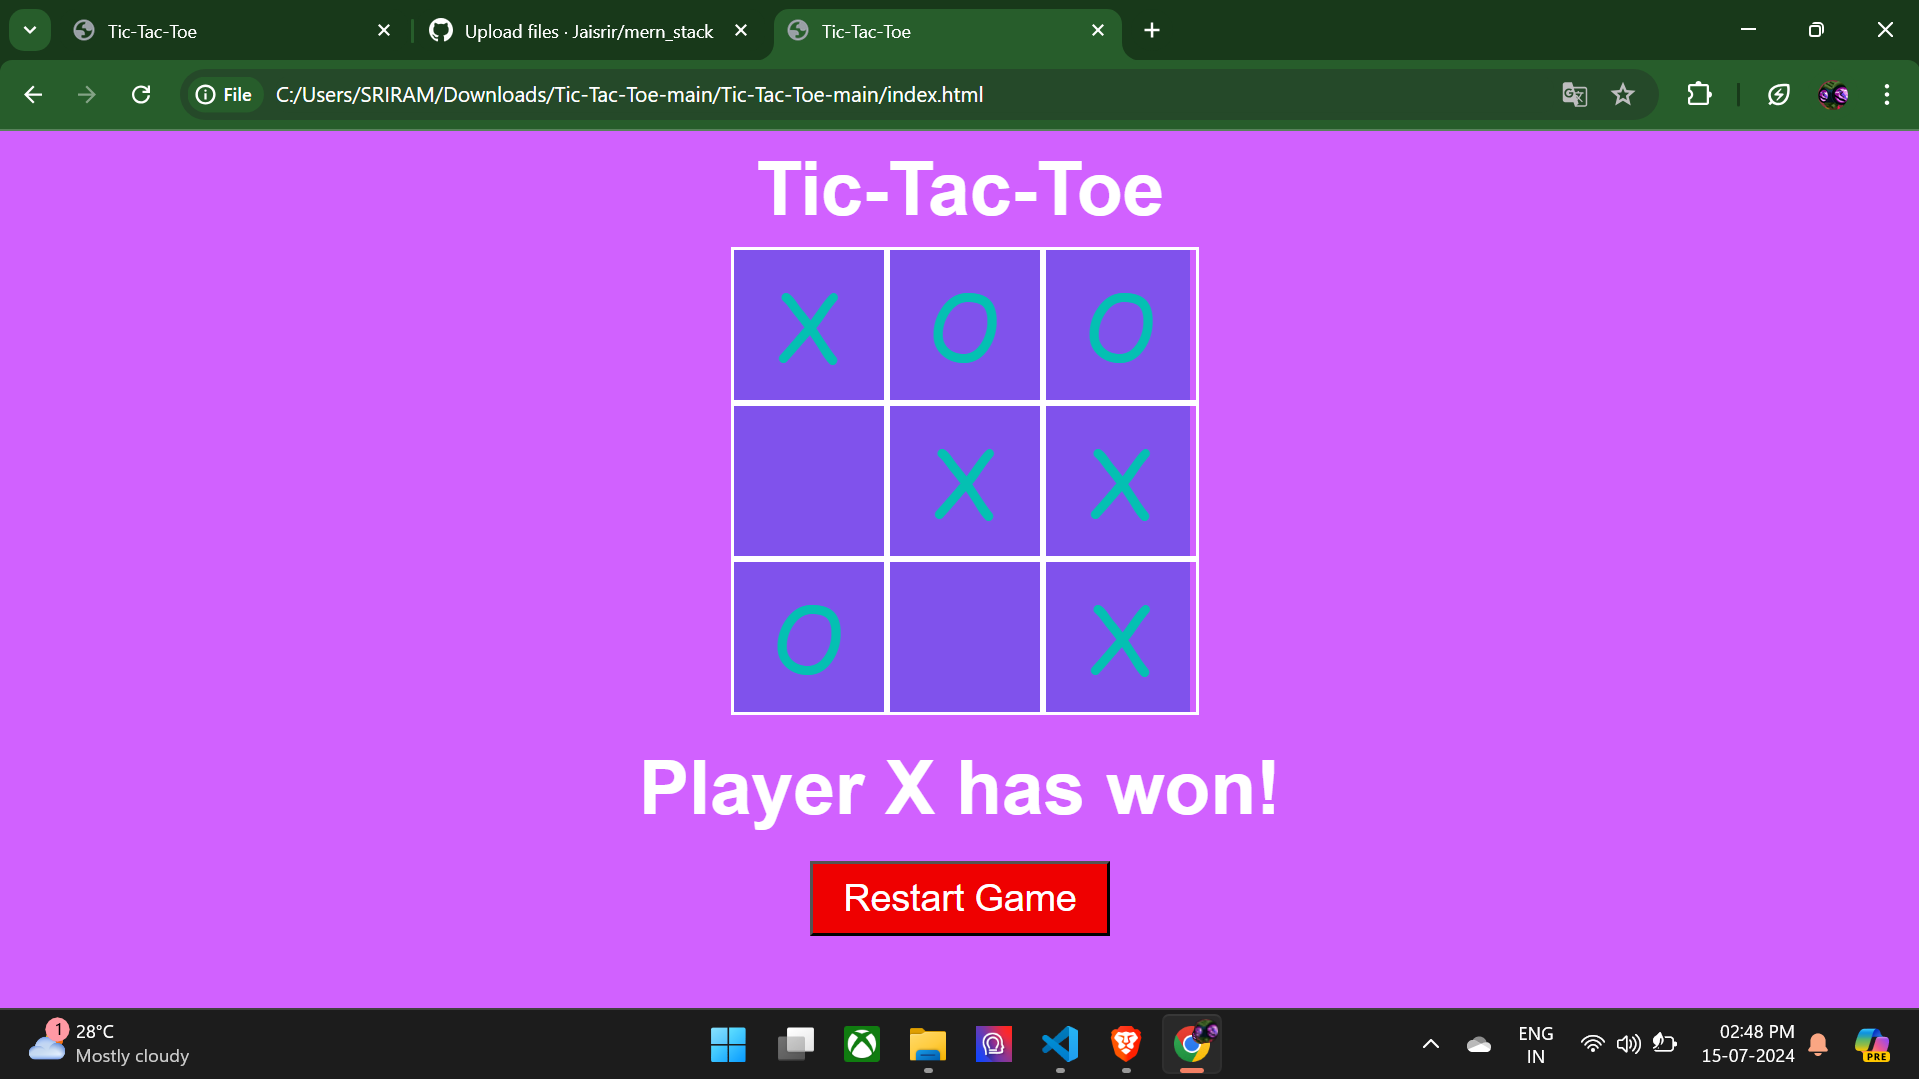 Tic-Tac-Toe
Upload files · Jaisrir/mern_stack
Tic-Tac-Toe
File
C:/Users/SRIRAM/Downloads/Tic-Tac-Toe-main/Tic-Tac-Toe-main/index.html
Tic-Tac-Toe
X O O
X X
O X
Player X has won!
Restart Game
1
28°C
Mostly cloudy
ENG
IN
02:48 PM
15-07-2024
PRE